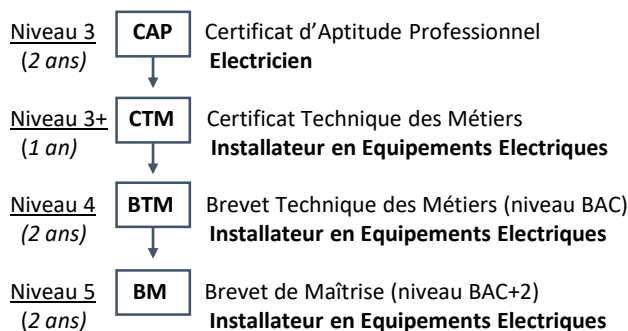 Niveau 3 CAP Certificat d’Aptitude Professionnel
(2 ans) Electricien
Niveau 3+ CTM Certificat Technique des Métiers
(1 an) Installateur en Equipements Electriques
Niveau 4 BTM Brevet Technique des Métiers (niveau BAC)
(2 ans) Installateur en Equipements Electriques
Niveau 5 BM Brevet de Maîtrise (niveau BAC+2)
(2 ans) Installateur en Equipements Electriques